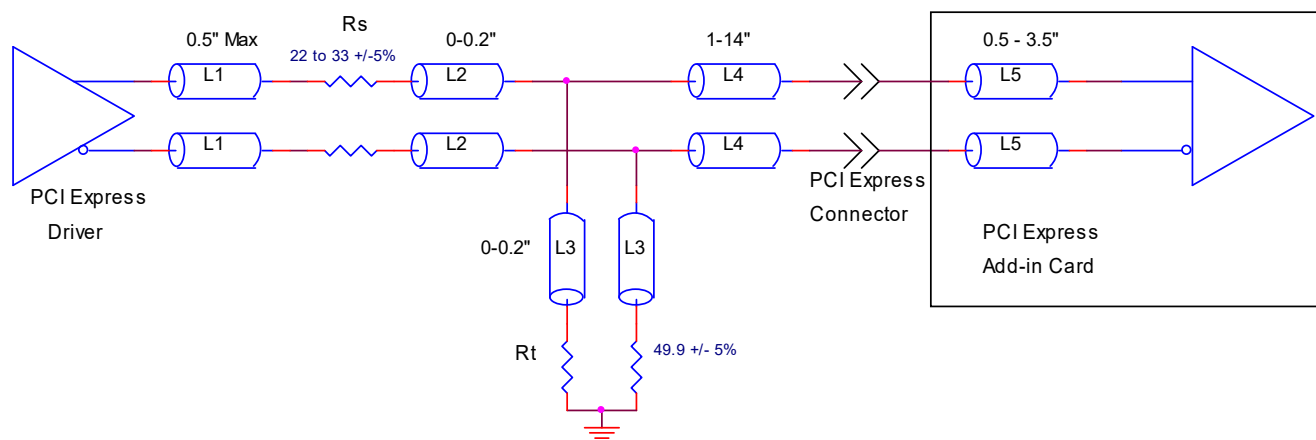 Rs
0.5" Max
22 to 33 +/-5%
0-0.2"
1-14"
0.5 - 3.5"
L1
L2
L4
L5
L1
L2
L4
L5
PCI Express
Driver
PCI Express
Connector
0-0.2"
L3
L3
PCI Express
Add-in Card
Rt
49.9 +/- 5%